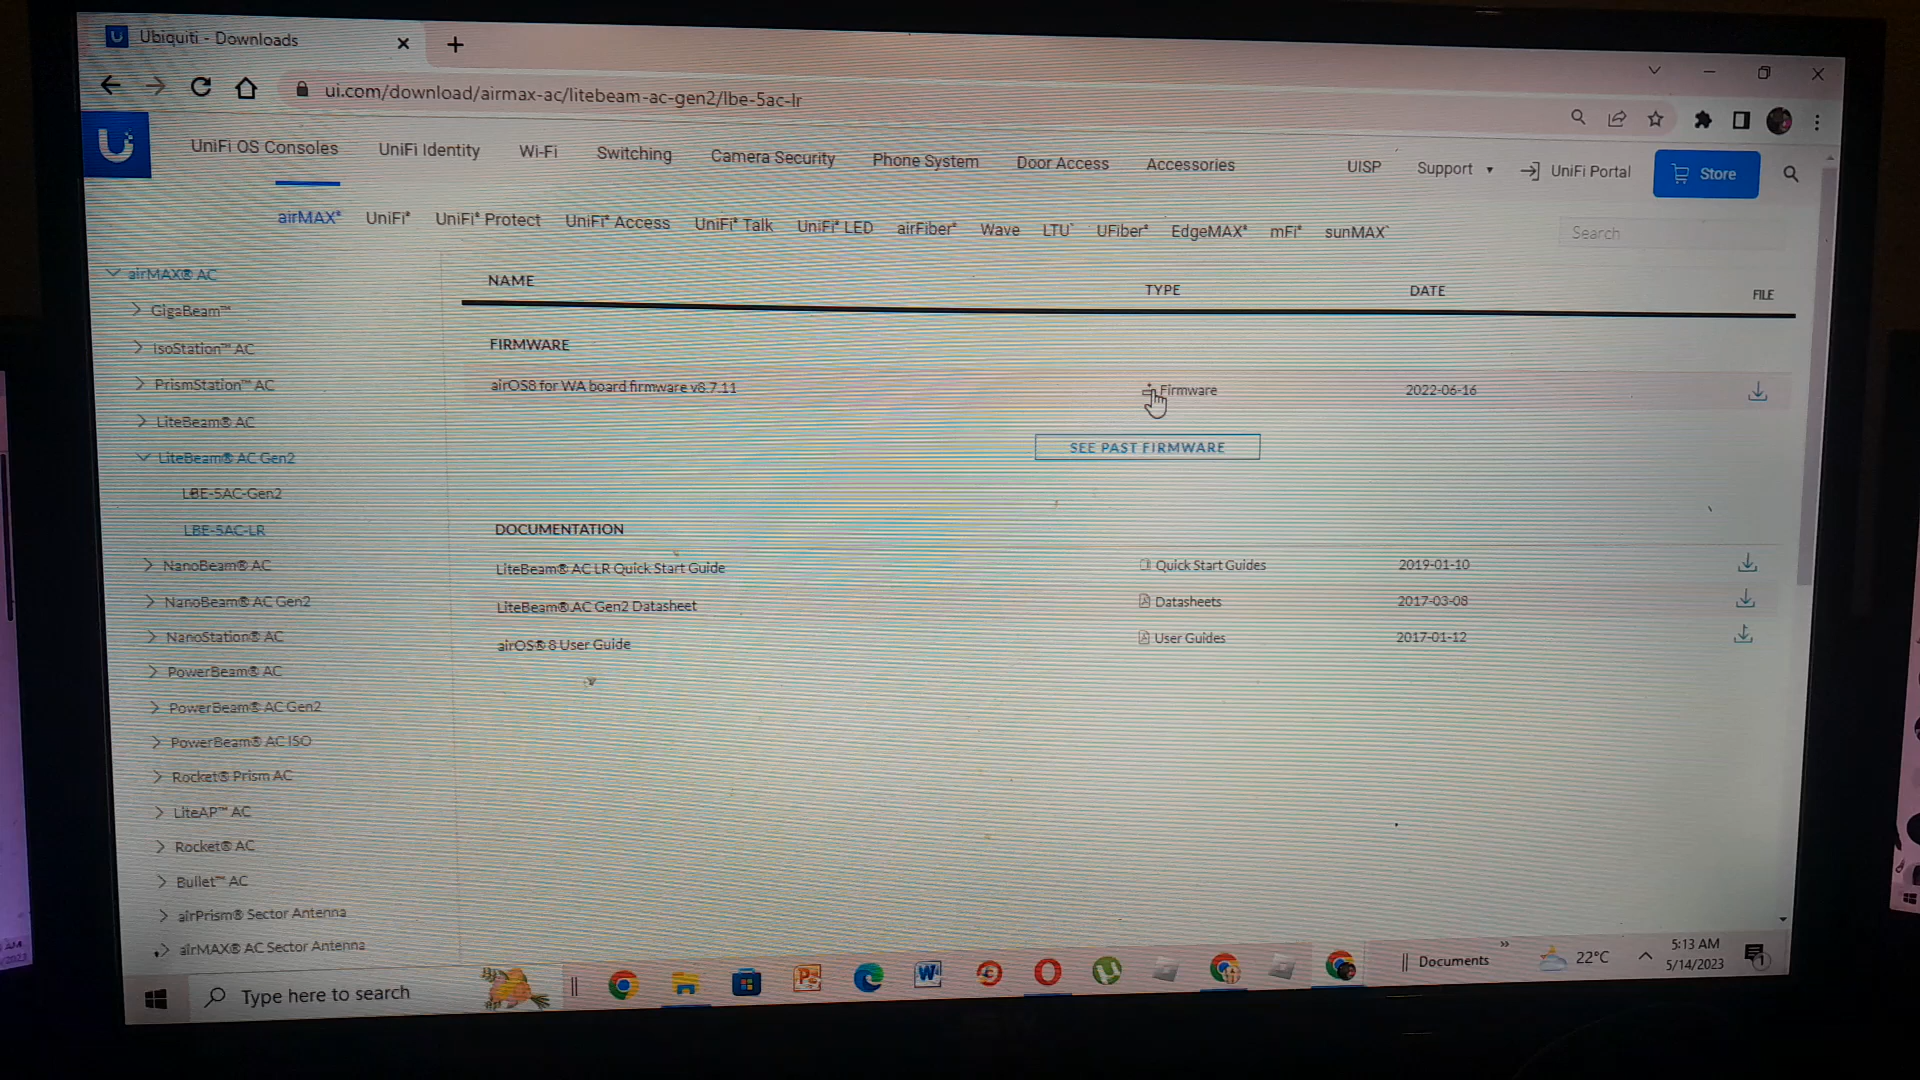 Ubiquiti - Downloads
ui.com/download/airmax-ac/litebeam-ac-gen2/lbe-5ac-lr
UniFi OS Consoles UniFi Identity Wi-Fi Switching Camera Security Phone System Door Access Accessories UISP Support UniFi Portal Store
airMAX® UniFi® UniFi® Protect UniFi® Access UniFi® Talk UniFi® LED airFiber® Wave LTU™ UFiber® EdgeMAX® mFi® sunMAX™ Search
airMAX® AC
GigaBeam™
IsoStation™ AC
PrismStation™ AC
LiteBeam® AC
LiteBeam® AC Gen2
LBE-5AC-Gen2
LBE-5AC-LR
NanoBeam® AC
NanoBeam® AC Gen2
NanoStation® AC
PowerBeam® AC
PowerBeam® AC Gen2
PowerBeam® AC ISO
Rocket® Prism AC
LiteAP™ AC
Rocket® AC
Bullet™ AC
airPrism® Sector Antenna
airMAX® AC Sector Antenna
NAME TYPE DATE FILE
FIRMWARE
airOS8 for WA board firmware v8.7.11 Firmware 2022-06-16
SEE PAST FIRMWARE
DOCUMENTATION
LiteBeam® AC LR Quick Start Guide Quick Start Guides 2019-01-10
LiteBeam® AC Gen2 Datasheet Datasheets 2017-03-08
airOS® 8 User Guide User Guides 2017-01-12
Type here to search
Documents 22°C 5:13 AM
5/14/2023